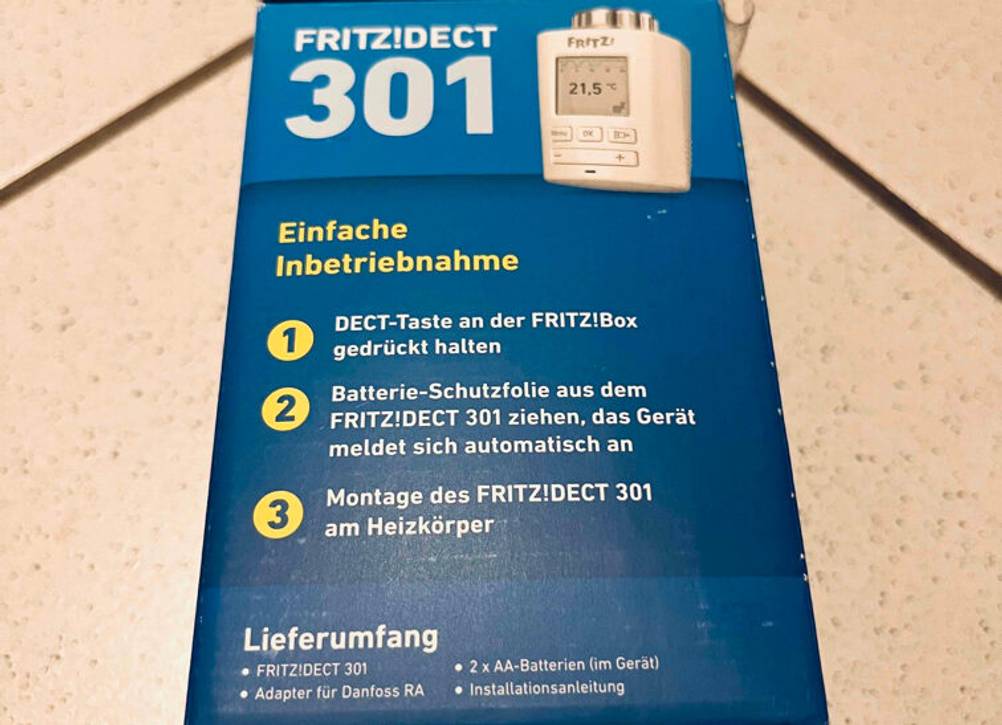 FRITZ!DECT
301
FRITZ!
21,5 °C
Menu OK
- +
Einfache
Inbetriebnahme
1 DECT-Taste an der FRITZ!Box
gedrückt halten
2 Batterie-Schutzfolie aus dem
FRITZ!DECT 301 ziehen, das Gerät
meldet sich automatisch an
3 Montage des FRITZ!DECT 301
am Heizkörper
Lieferumfang
• FRITZ!DECT 301
• Adapter für Danfoss RA
• 2 x AA-Batterien (im Gerät)
• Installationsanleitung